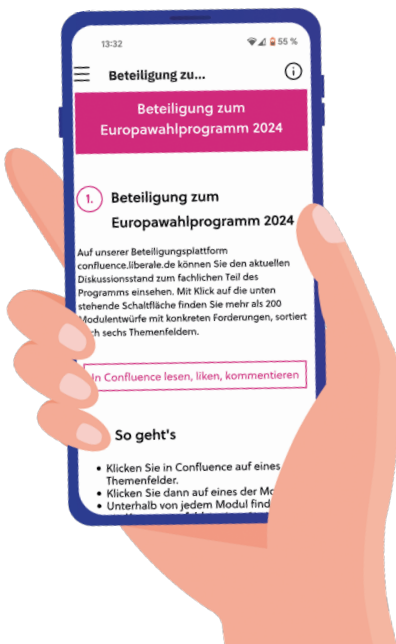 13:32 55 %
Beteiligung zu...
Beteiligung zum
Europawahlprogramm 2024
1. Beteiligung zum
Europawahlprogramm 2024
Auf unserer Beteiligungsplattform
confluence.liberale.de können Sie den aktuellen
Diskussionsstand zum fachlichen Teil des
Programms einsehen. Mit Klick auf die unten
stehende Schaltfläche finden Sie mehr als 200
Modulentwürfe mit konkreten Forderungen, sortiert
sechs Themenfeldern.
In Confluence lesen, liken, kommentieren
So geht's
• Klicken Sie in Confluence auf eines
Themenfelder.
• Klicken Sie dann auf eines der
• Unterhalb von jedem Modul